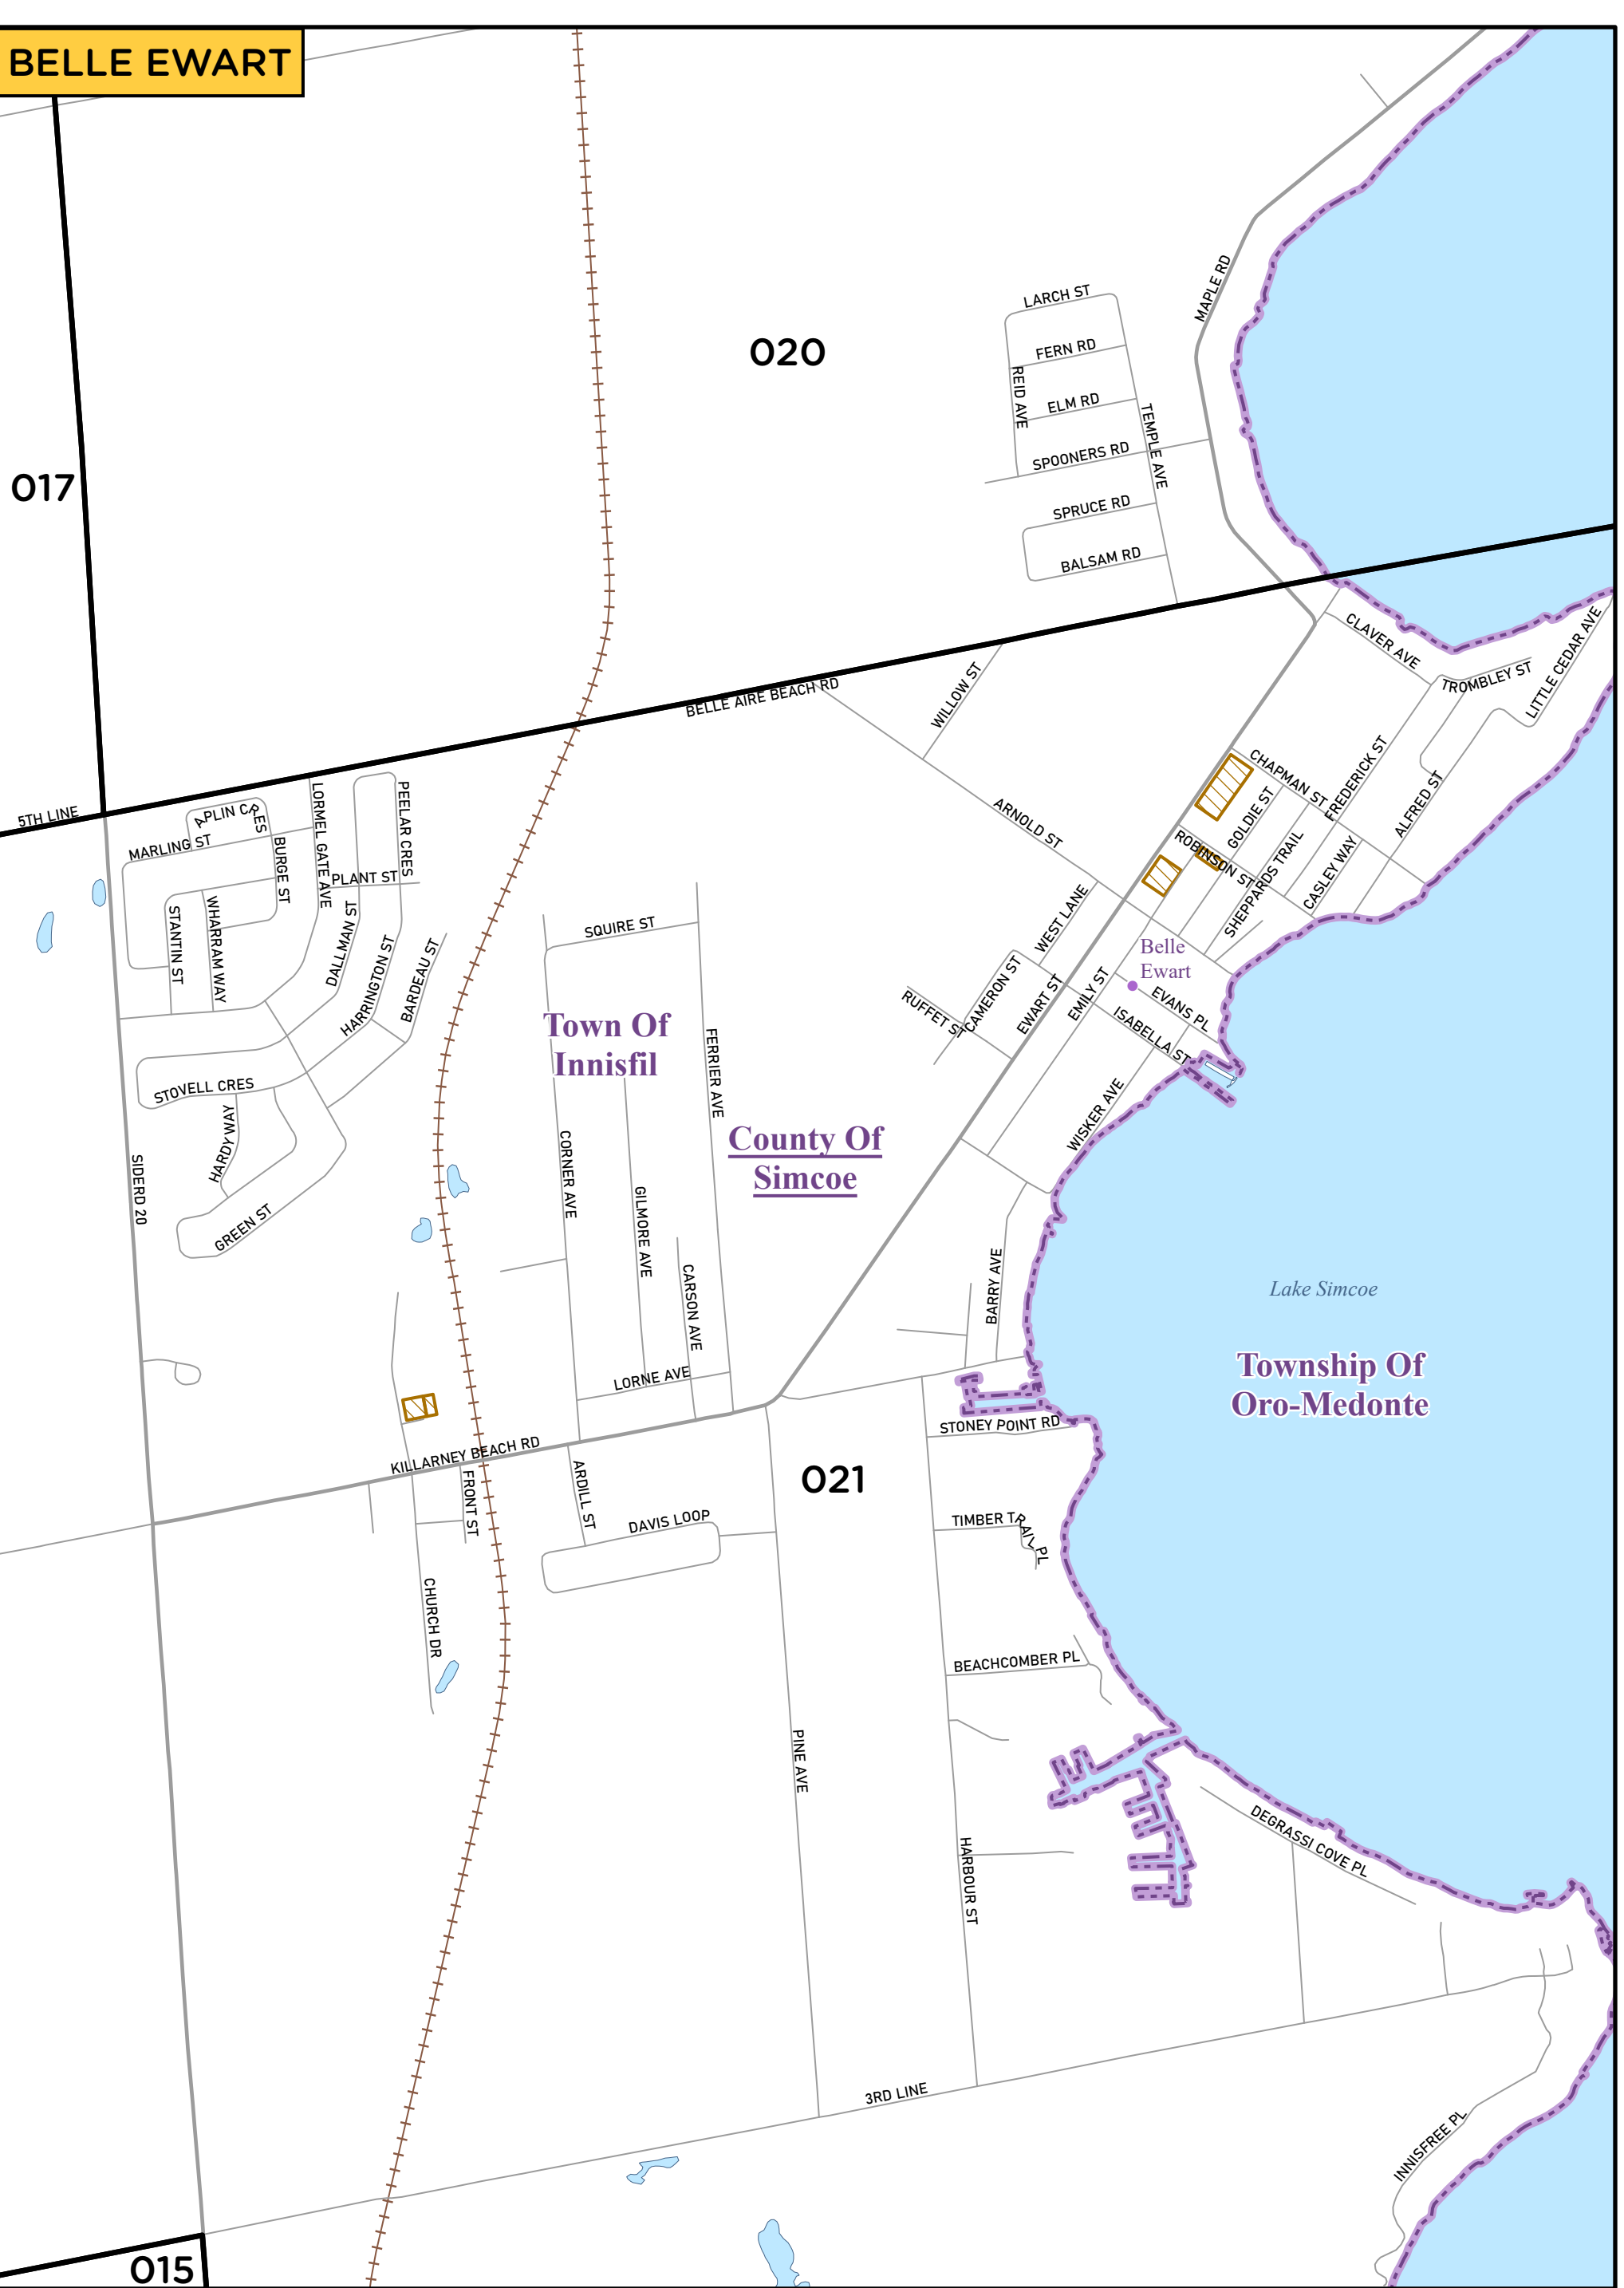 BELLE EWART
MAPLE RD
LARCH ST
020
FERN RD
REID AVE
ELM RD
TEMPLE AVE
SPOONERS RD
017
SPRUCE RD
BALSAM RD
CLAVER AVE
LITTLE CEDAR AVE
TROMBLEY ST
WILLOW ST
BELLE AIRE BEACH RD
CHAPMAN ST
FREDERICK ST
GOLDIE ST
ALFRED ST
5TH LINE
APLIN CRES
LORMEL GATE AVE
PEELAR CRES
ARNOLD ST
MARLING ST
BURGE ST
PLANT ST
ROBINSON ST
SHEPPARDS TRAIL
CASLEY WAY
STANTIN ST
WHARRAM WAY
DALLMAN ST
HARRINGTON ST
BARDEAU ST
SQUIRE ST
WEST LANE
Belle
Ewart
CAMERON ST
RUFFET ST
EWART ST
EMILY ST
EVANS PL
ISABELLA ST
Town Of
Innisfil
FERRIER AVE
STOVELL CRES
HARDY WAY
WISKER AVE
County Of
Simcoe
CORNER AVE
SIDERD 20
GILMORE AVE
GREEN ST
CARSON AVE
BARRY AVE
Lake Simcoe
Township Of
Oro-Medonte
LORNE AVE
STONEY POINT RD
KILLARNEY BEACH RD
FRONT ST
ARDILL ST
021
DAVIS LOOP
TIMBER TRAIL PL
CHURCH DR
BEACHCOMBER PL
PINE AVE
DEGRASSI COVE PL
HARBOUR ST
3RD LINE
INNISFREE PL
015